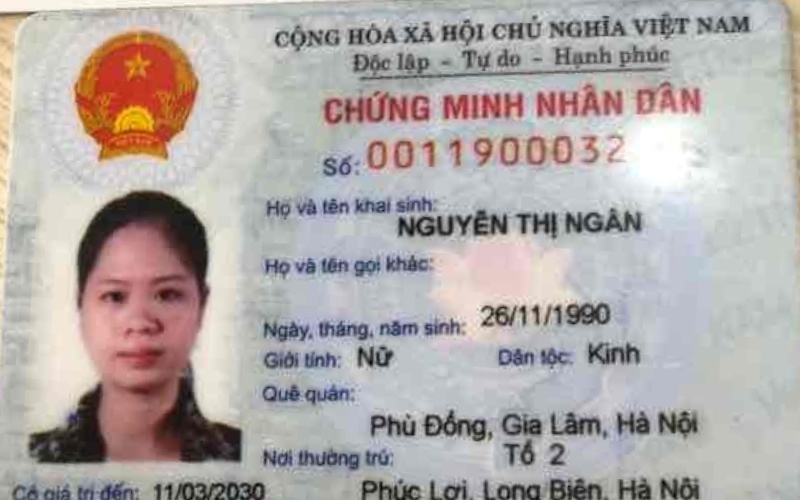 CỘNG HÒA XÃ HỘI CHỦ NGHĨA VIỆT NAM
Độc lập - Tự do - Hạnh phúc
CHỨNG MINH NHÂN DÂN
Số: 0011900032
Họ và tên khai sinh:
NGUYỄN THỊ NGÂN
Họ và tên gọi khác:
Ngày, tháng, năm sinh: 26/11/1990
Giới tính: Nữ Dân tộc: Kinh
Quê quán:
Phù Đổng, Gia Lâm, Hà Nội
Nơi thường trú: Tổ 2
Phúc Lợi, Long Biên, Hà Nội
Có giá trị đến: 11/03/2030